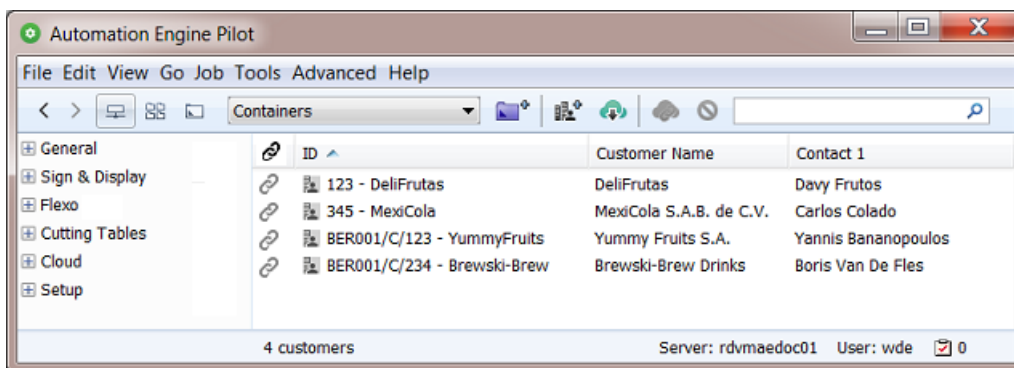 Automation Engine Pilot
File Edit View Go Job Tools Advanced Help
Containers
General
Sign & Display
Flexo
Cutting Tables
Cloud
Setup
ID Customer Name Contact 1
123 - DeliFrutas DeliFrutas Davy Frutos
345 - MexiCola MexiCola S.A.B. de C.V. Carlos Colado
BER001/C/123 - YummyFruits Yummy Fruits S.A. Yannis Bananopoulos
BER001/C/234 - Brewski-Brew Brewski-Brew Drinks Boris Van De Fles
4 customers Server: rdvmaedoc01 User: wde 0